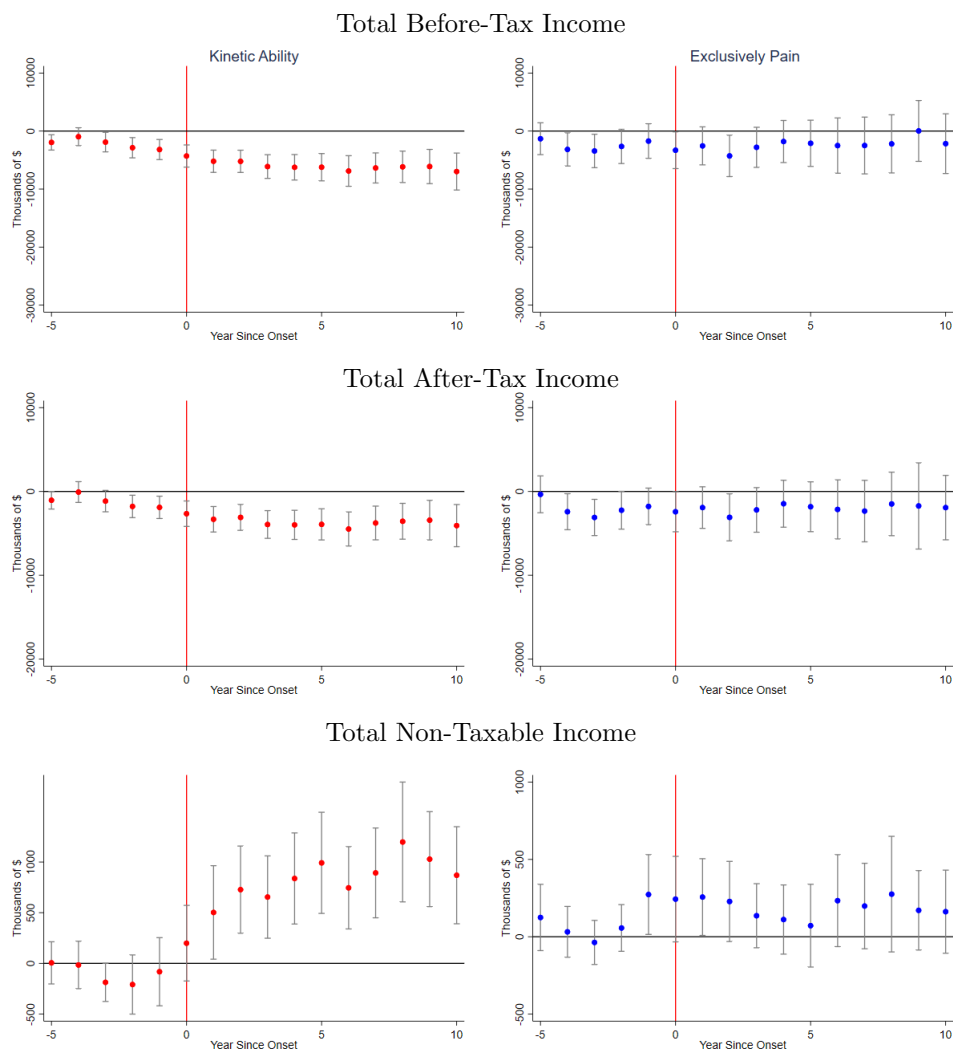 Total Before-Tax Income
Kinetic Ability
Exclusively Pain
Thousands of $
10000
0
-10000
-20000
-30000
-5
0
5
10
Year Since Onset
Thousands of $
10000
0
-10000
-20000
-30000
-5
0
5
10
Year Since Onset
Total After-Tax Income
Thousands of $
10000
0
-10000
-20000
-5
0
5
10
Year Since Onset
Thousands of $
10000
0
-10000
-20000
-5
0
5
10
Year Since Onset
Total Non-Taxable Income
Thousands of $
1000
500
0
-500
-5
0
5
10
Year Since Onset
Thousands of $
1000
500
0
-500
-5
0
5
10
Year Since Onset